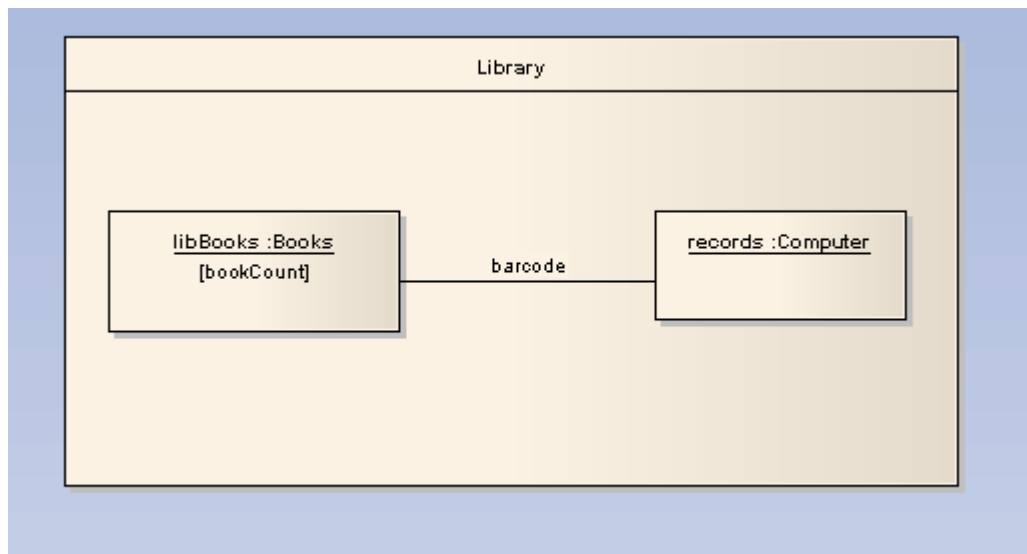 Library
libBooks :Books
[bookCount]
barcode
records :Computer